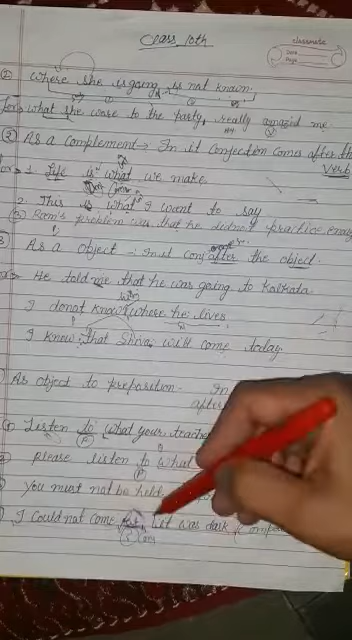 Class 10th
classmate
Date
Page
① Where she is going is not known.
what she wore to the party, really amazed me.
② As a complement → In it conjection comes after the
Verb
1. Life is what we make.
2. This is what I want to say
③ Ram's problem was that he didn't practice
As a object :- In it conj after the object.
He told me that he was going to Kolkata
I donot know where he lives
I know that Shiva will come today
As object to preposition - In
after
Listen to what your teache
please listen to what
You must not be held
I Could not come it was dark